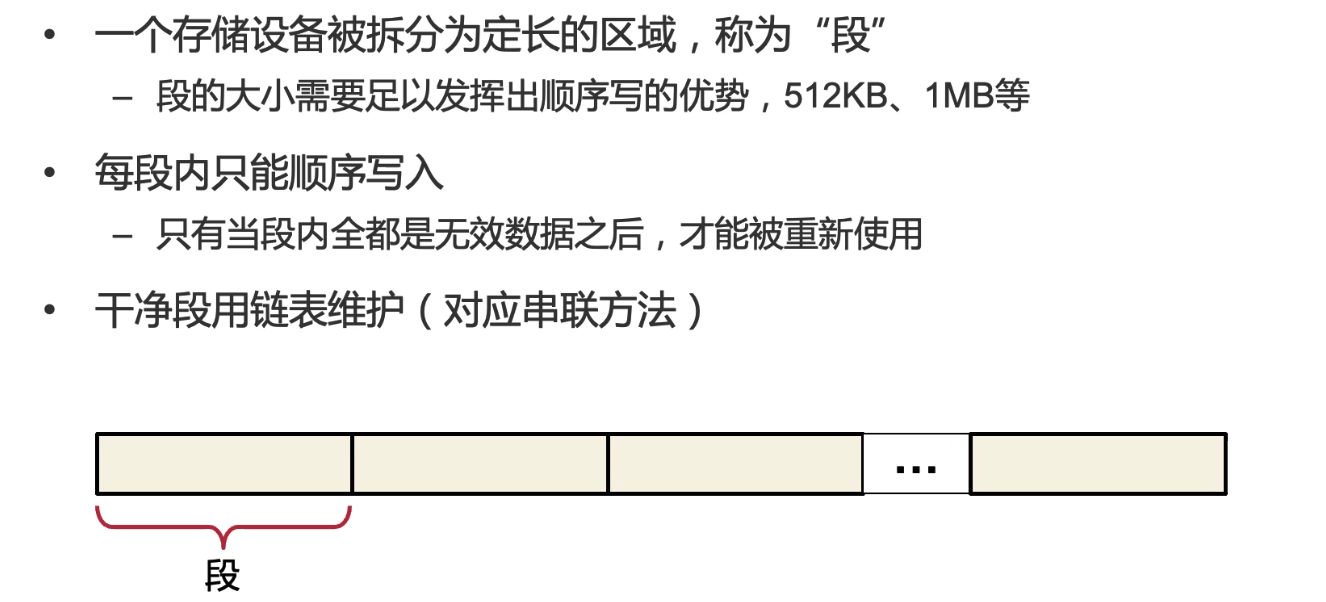 • 一个存储设备被拆分为定长的区域，称为“段”
– 段的大小需要足以发挥出顺序写的优势，512KB、1MB等
• 每段内只能顺序写入
– 只有当段内全都是无效数据之后，才能被重新使用
• 干净段用链表维护（对应串联方法）
...
段